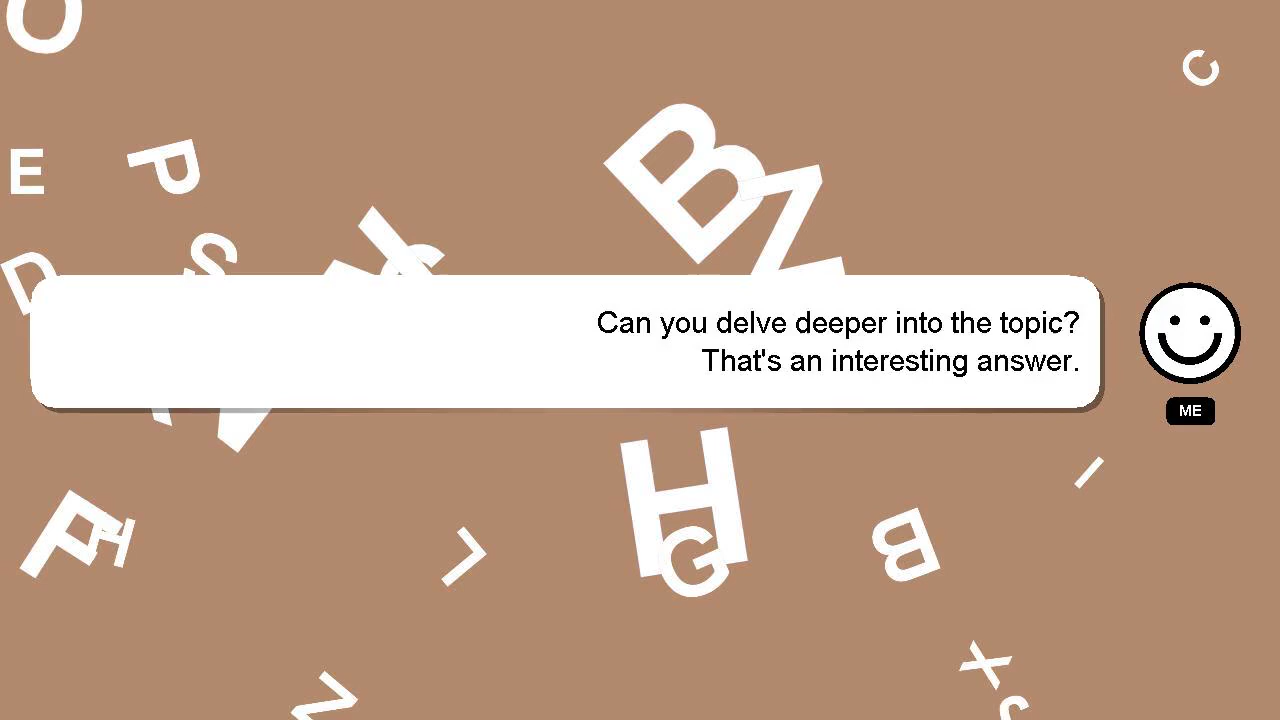 O
C
E
P
B
Z
S
D
Can you delve deeper into the topic?
That's an interesting answer.
ME
H
I
F
H
L
G
B
X
Z